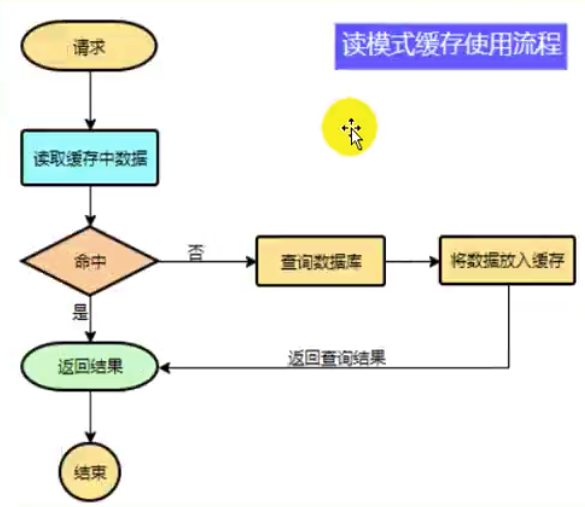 请求
读模式缓存使用流程
读取缓存中数据
命中
否
查询数据库
将数据放入缓存
是
返回查询结果
返回结果
结束